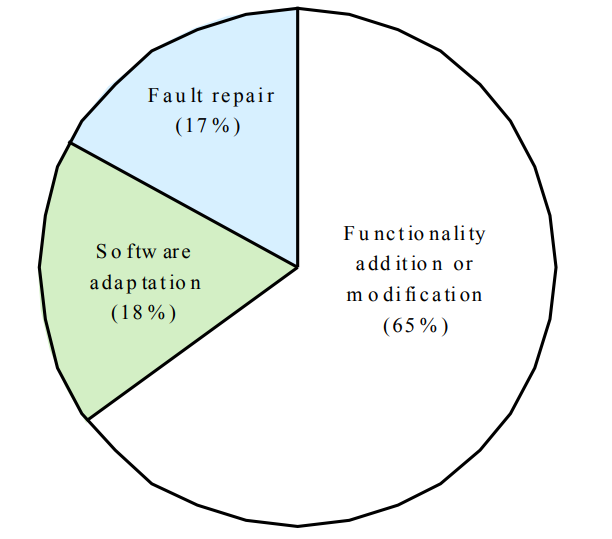 Fault repair
(17%)
Software
adaptation
(18%)
Functionality
addition or
modification
(65%)